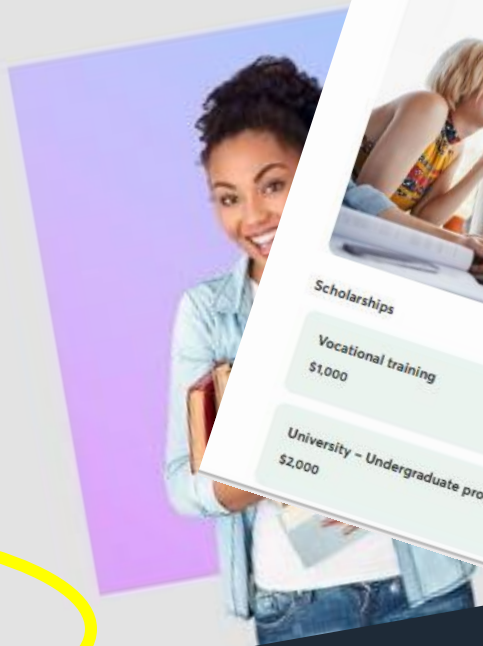 Scholarships
Vocational training
$1,000
University – Undergraduate
$2,000